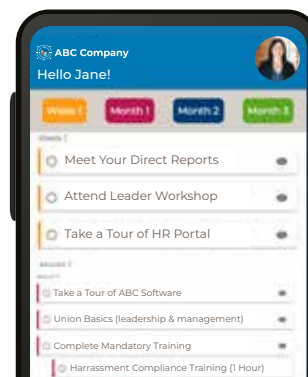 ABC Company
Hello Jane!
Week 1
Month 1
Month 2
Month 3
Week 1
Meet Your Direct Reports
Attend Leader Workshop
Take a Tour of HR Portal
Take a Tour of ABC Software
Union Basics (leadership & management)
Complete Mandatory Training
Harrassment Compliance Training (1 Hour)